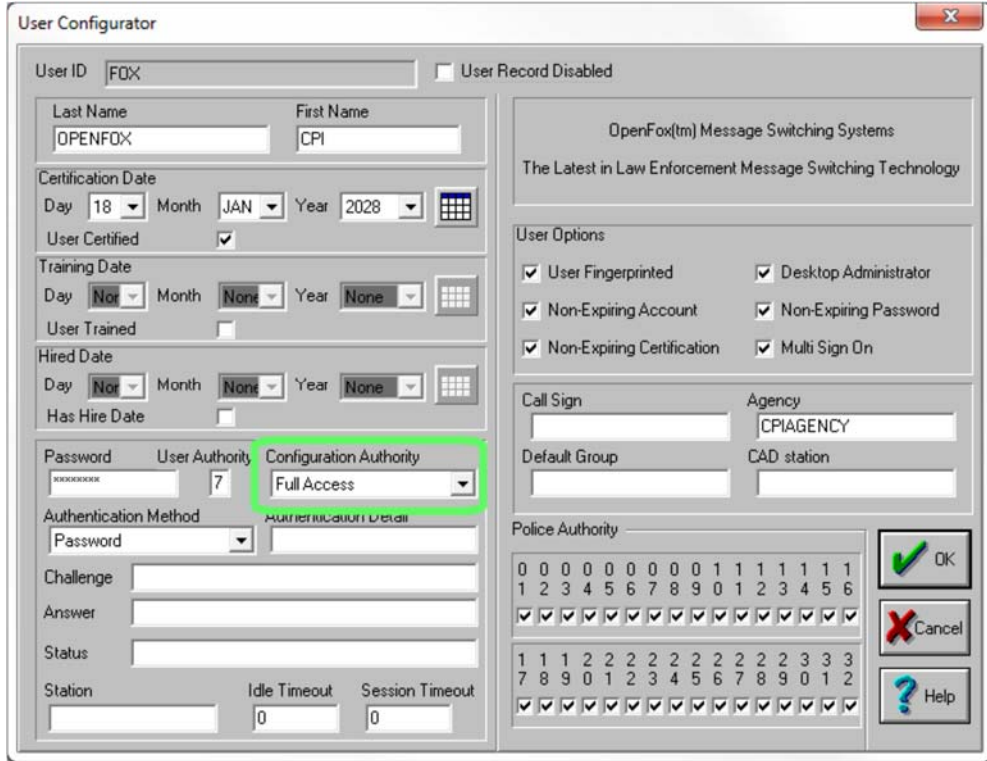 User Configurator
User ID FOX User Record Disabled
Last Name First Name
OPENFOX CPI
Certification Date
Day 18 Month JAN Year 2028
User Certified
Training Date
Day Nor Month None Year None
User Trained
Hired Date
Day Nor Month None Year None
Has Hire Date
Password User Authority Configuration Authority
******** 7 Full Access
Authentication Method Authentication Detail
Password
Challenge
Answer
Status
Station Idle Timeout Session Timeout
0 0
OpenFox(tm) Message Switching Systems
The Latest in Law Enforcement Message Switching Technology
User Options
User Fingerprinted Desktop Administrator
Non-Expiring Account Non-Expiring Password
Non-Expiring Certification Multi Sign On
Call Sign Agency
CPIAGENCY
Default Group CAD station
Police Authority
0 0 0 0 0 0 0 0 0 1 1 1 1 1 1 1
1 2 3 4 5 6 7 8 9 0 1 2 3 4 5 6
1 1 1 2 2 2 2 2 2 2 2 2 2 3 3 3
7 8 9 0 1 2 3 4 5 6 7 8 9 0 1 2
OK
Cancel
Help